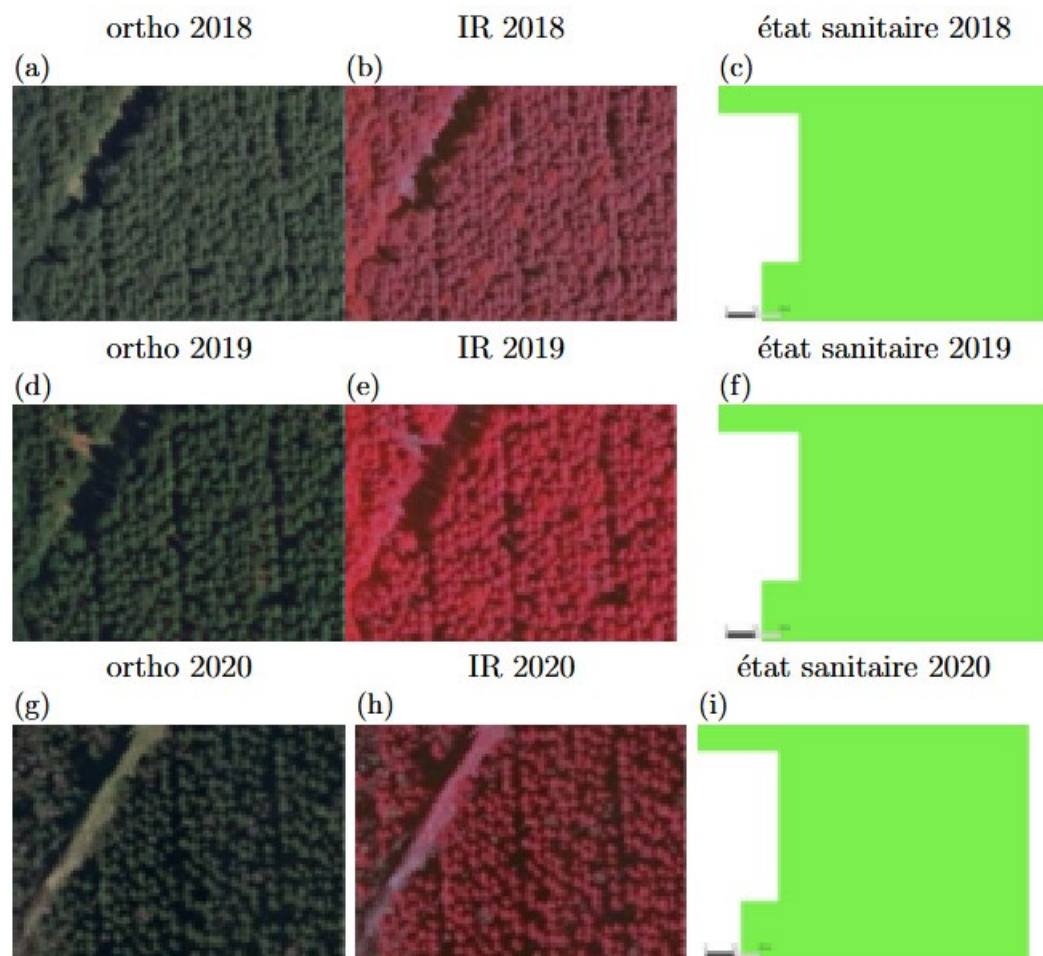 ortho 2018 IR 2018 état sanitaire 2018
(a) (b) (c)
ortho 2019 IR 2019 état sanitaire 2019
(d) (e) (f)
ortho 2020 IR 2020 état sanitaire 2020
(g) (h) (i)